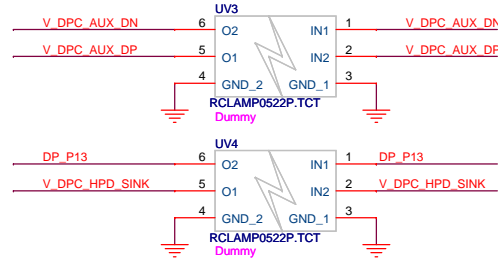 UV3
V_DPC_AUX_DN 6 O2 IN1 1 V_DPC_AUX_DN
V_DPC_AUX_DP 5 O1 IN2 2 V_DPC_AUX_DP
4 GND_2 GND_1 3
RCLAMP0522P.TCT
Dummy
UV4
DP_P13 6 O2 IN1 1 DP_P13
V_DPC_HPD_SINK 5 O1 IN2 2 V_DPC_HPD_SINK
4 GND_2 GND_1 3
RCLAMP0522P.TCT
Dummy